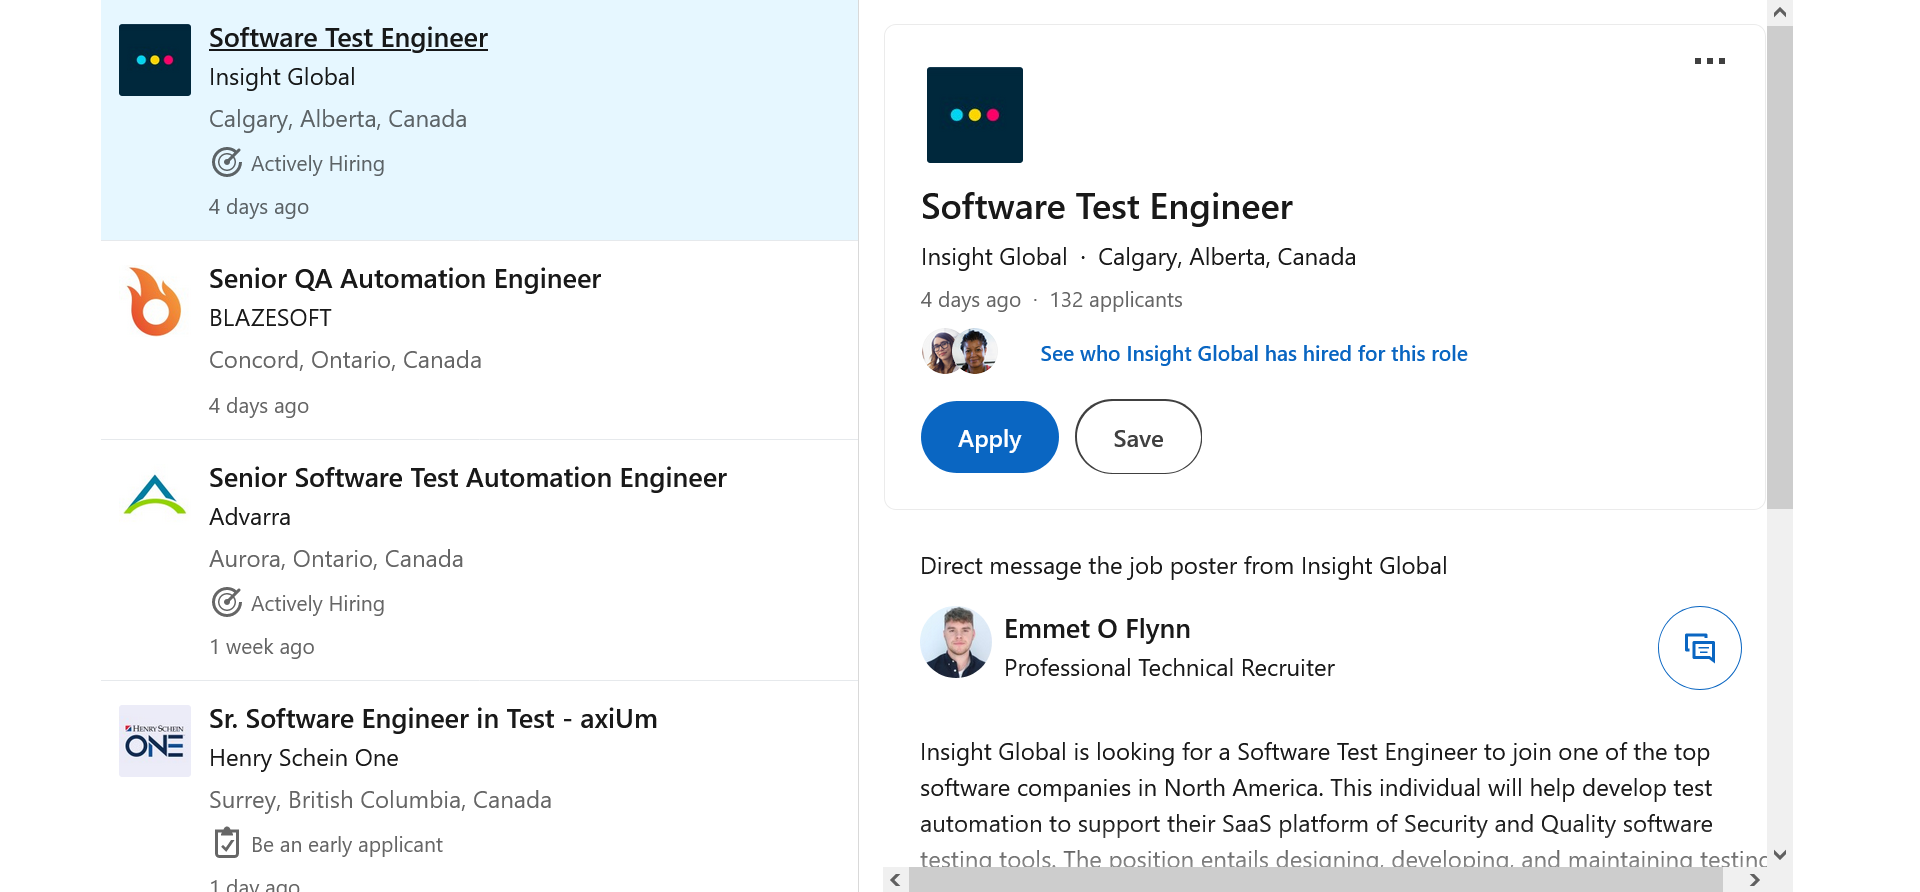 Software Test Engineer
Insight Global
Calgary, Alberta, Canada
Actively Hiring
4 days ago
Senior QA Automation Engineer
BLAZESOFT
Concord, Ontario, Canada
4 days ago
Senior Software Test Automation Engineer
Advarra
Aurora, Ontario, Canada
Actively Hiring
1 week ago
HENRY SCHEIN
ONE
Sr. Software Engineer in Test - axiUm
Henry Schein One
Surrey, British Columbia, Canada
Be an early applicant
1 day ago
Software Test Engineer
Insight Global · Calgary, Alberta, Canada
4 days ago · 132 applicants
See who Insight Global has hired for this role
Apply Save
Direct message the job poster from Insight Global
Emmet O Flynn
Professional Technical Recruiter
Insight Global is looking for a Software Test Engineer to join one of the top
software companies in North America. This individual will help develop test
automation to support their SaaS platform of Security and Quality software
testing tools. The position entails designing, developing, and maintaining testing